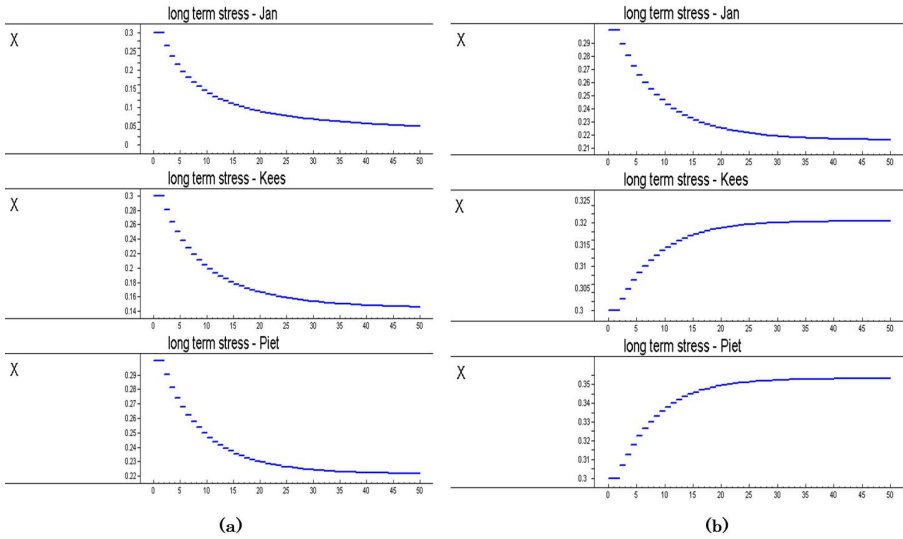 long term stress - Jan
X
0.3
0.25
0.2
0.15
0.1
0.05
0
0 5 10 15 20 25 30 35 40 45 50
long term stress - Kees
X
0.3
0.28
0.26
0.24
0.22
0.2
0.18
0.16
0.14
0 5 10 15 20 25 30 35 40 45 50
long term stress - Piet
X
0.29
0.28
0.27
0.26
0.25
0.24
0.23
0.22
0 5 10 15 20 25 30 35 40 45 50
(a)
long term stress - Jan
X
0.29
0.28
0.27
0.26
0.25
0.24
0.23
0.22
0.21
0 5 10 15 20 25 30 35 40 45 50
long term stress - Kees
X
0.325
0.32
0.315
0.31
0.305
0.3
0 5 10 15 20 25 30 35 40 45 50
long term stress - Piet
X
0.35
0.34
0.33
0.32
0.31
0.3
0 5 10 15 20 25 30 35 40 45 50
(b)